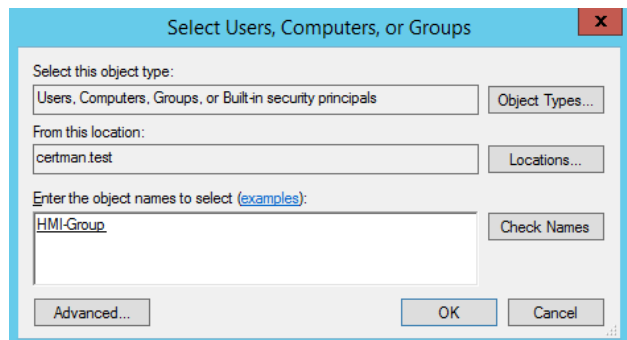 Select Users, Computers, or Groups
x
Select this object type:
Users, Computers, Groups, or Built-in security principals
Object Types...
From this location:
certman.test
Locations...
Enter the object names to select (examples):
HMI-Group
Check Names
Advanced...
OK
Cancel